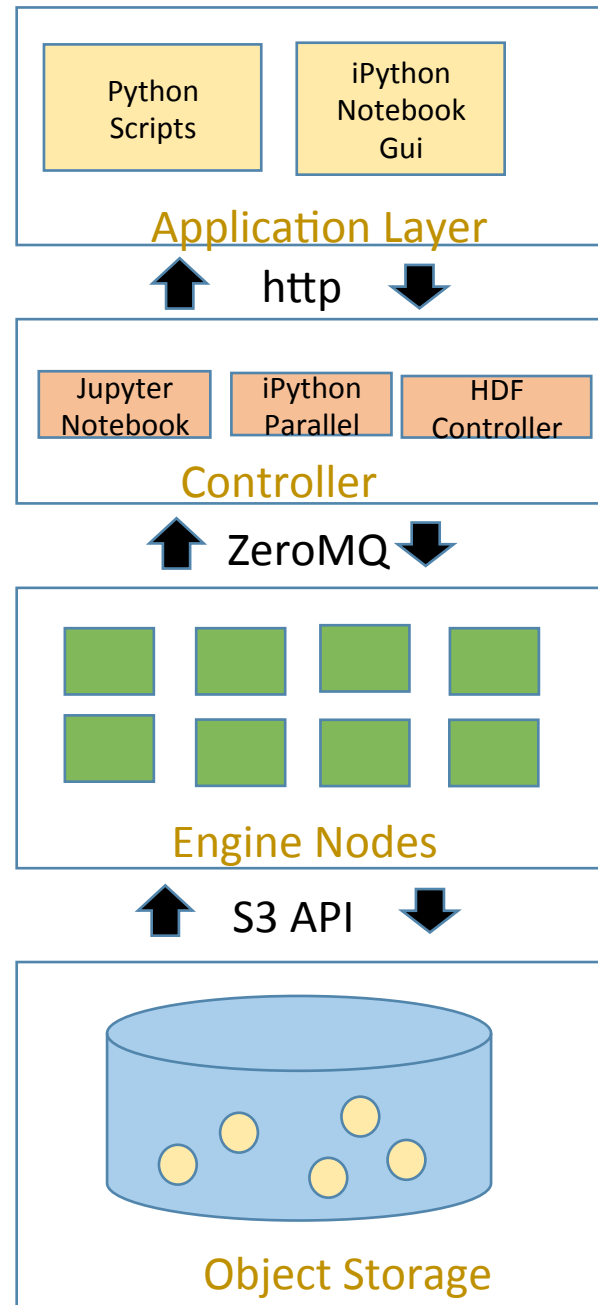 Python
Scripts
iPython
Notebook
Gui
Application Layer
http
Jupyter
Notebook
iPython
Parallel
HDF
Controller
Controller
ZeroMQ
Engine Nodes
S3 API
Object Storage